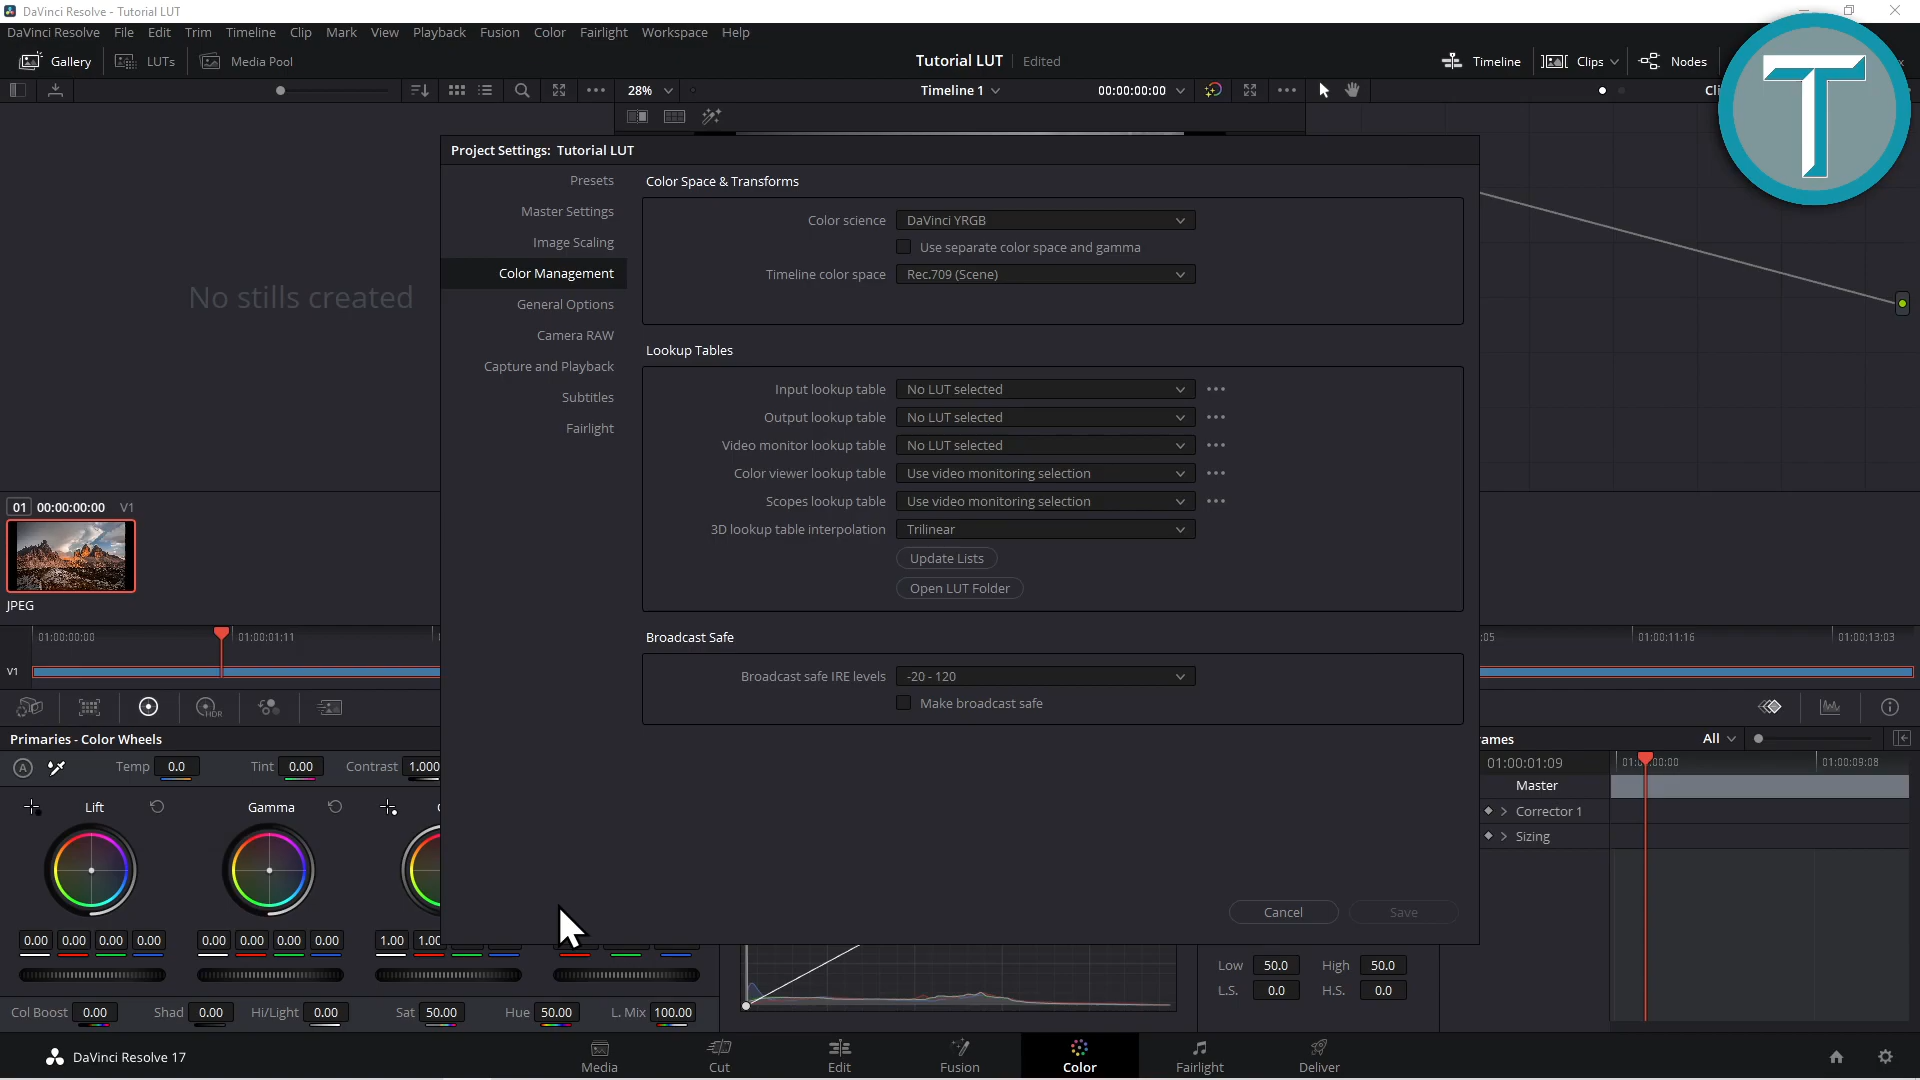 DaVinci Resolve - Tutorial LUT
DaVinci Resolve File Edit Trim Timeline Clip Mark View Playback Fusion Color Fairlight Workspace Help
Gallery LUTs Media Pool Tutorial LUT Edited Timeline Clips Nodes
28% Timeline 1 00:00:00:00
T
Project Settings: Tutorial LUT
Presets
Master Settings
Image Scaling
Color Management
General Options
Camera RAW
Capture and Playback
Subtitles
Fairlight
Color Space & Transforms
Color science DaVinci YRGB
Use separate color space and gamma
Timeline color space Rec.709 (Scene)
Lookup Tables
Input lookup table No LUT selected
Output lookup table No LUT selected
Video monitor lookup table No LUT selected
Color viewer lookup table Use video monitoring selection
Scopes lookup table Use video monitoring selection
3D lookup table interpolation Trilinear
Update Lists
Open LUT Folder
Broadcast Safe
Broadcast safe IRE levels -20 - 120
Make broadcast safe
Cancel Save
No stills created
01 00:00:00:00 V1
JPEG
01:00:00:00 01:00:01:11 :05 01:00:11:16 01:00:13:03
V1
HDR
Primaries - Color Wheels
A Temp 0.0 Tint 0.00 Contrast 1.000
Lift Gamma
0.00 0.00 0.00 0.00 0.00 0.00 0.00 0.00 1.00 1.00
Col Boost 0.00 Shad 0.00 Hi/Light 0.00 Sat 50.00 Hue 50.00 L. Mix 100.00
Low 50.0 High 50.0
L.S. 0.0 H.S. 0.0
ames All
01:00:01:09 01:00:09:08
Master
Corrector 1
Sizing
DaVinci Resolve 17
Media Cut Edit Fusion Color Fairlight Deliver